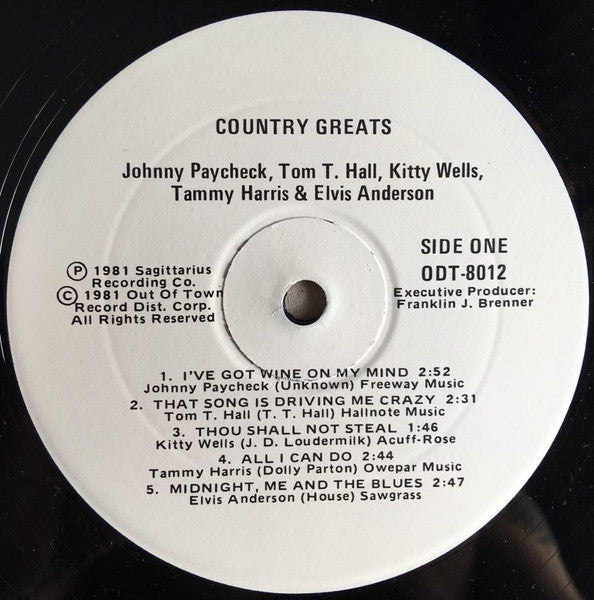 COUNTRY GREATS
Johnny Paycheck, Tom T. Hall, Kitty Wells,
Tammy Harris & Elvis Anderson
SIDE ONE
ODT-8012
Executive Producer:
Franklin J. Brenner
Ⓟ 1981 Sagittarius
Recording Co.
© 1981 Out Of Town
Record Dist. Corp.
All Rights Reserved
1. I'VE GOT WINE ON MY MIND 2:52
Johnny Paycheck (Unknown) Freeway Music
2. THAT SONG IS DRIVING ME CRAZY 2:31
Tom T. Hall (T. T. Hall) Hallnote Music
3. THOU SHALL NOT STEAL 1:46
Kitty Wells (J. D. Loudermilk) Acuff-Rose
4. ALL I CAN DO 2:44
Tammy Harris (Dolly Parton) Owepar Music
5. MIDNIGHT, ME AND THE BLUES 2:47
Elvis Anderson (House) Sawgrass